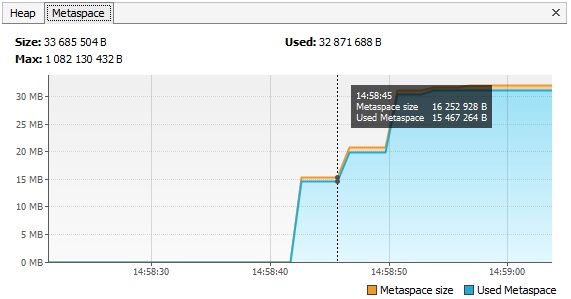 Heap Metaspace
Size: 33 685 504 B Used: 32 871 688 B
Max: 1 082 130 432 B
30 MB
25 MB
20 MB
15 MB
10 MB
5 MB
0 MB
14:58:45
Metaspace size 16 252 928 B
Used Metaspace 15 467 264 B
14:58:30 14:58:40 14:58:50 14:59:00
Metaspace size Used Metaspace